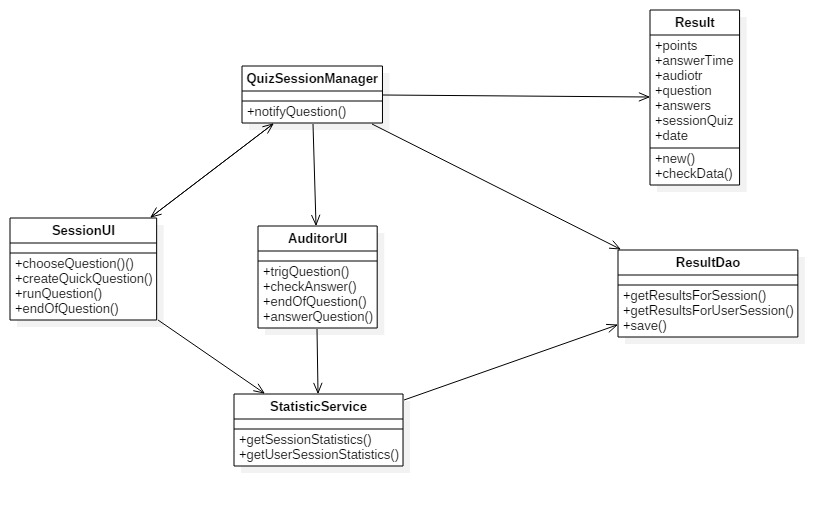 Result
+points
+answerTime
+audiotr
+question
+answers
+sessionQuiz
+date
+new()
+checkData()
QuizSessionManager
+notifyQuestion()
SessionUI
+chooseQuestion()()
+createQuickQuestion()
+runQuestion()
+endOfQuestion()
AuditorUI
+trigQuestion()
+checkAnswer()
+endOfQuestion()
+answerQuestion()
ResultDao
+getResultsForSession()
+getResultsForUserSession()
+save()
StatisticService
+getSessionStatistics()
+getUserSessionStatistics()